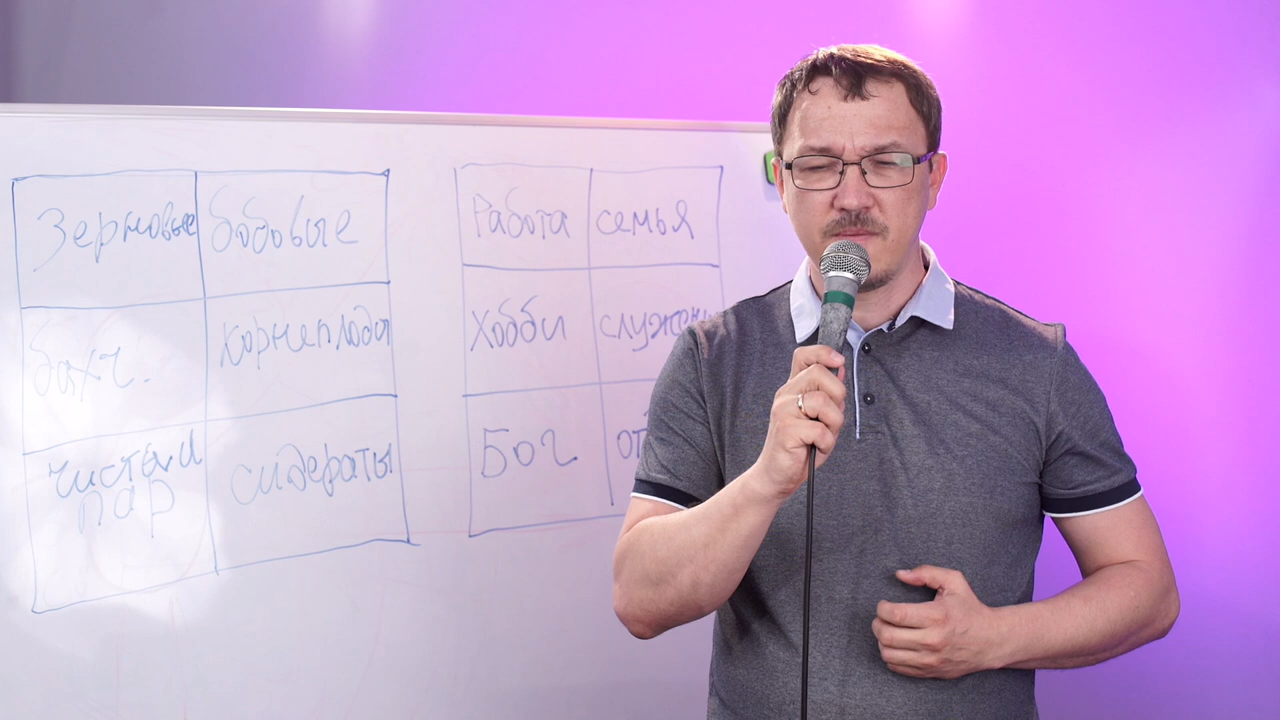 Зерновые бобовые
бахч. корнеплоды
чистый сидераты
пар
Работа семья
Хобби
Бог